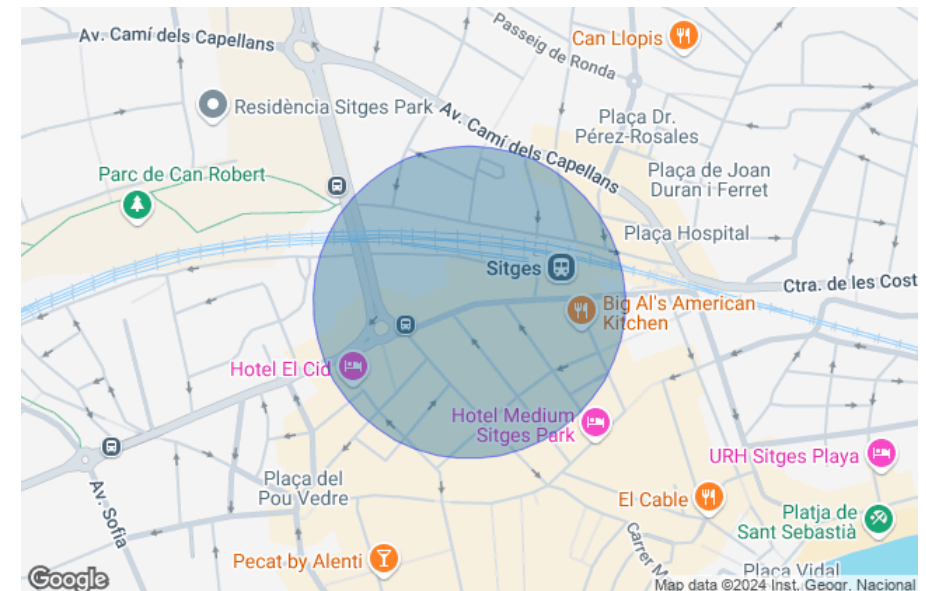 Passeig de Ronda
Can Llopis
Av. Camí dels Capellans
Residència Sitges Park
Av. Camí dels Capellans
Plaça Dr.
Pérez-Rosales
Parc de Can Robert
Plaça de Joan
Duran i Ferret
Plaça Hospital
Sitges
Ctra. de les Cost
Big Al's American
Kitchen
Hotel El Cid
Hotel Medium
Sitges Park
URH Sitges Playa
Plaça del
Pou Vedre
El Cable
Av. Sofia
Platja de
Sant Sebastià
Carrer M
Pecat by Alenti
Plaça Vidal
Google
Map data ©2024 Inst. Geogr. Nacional